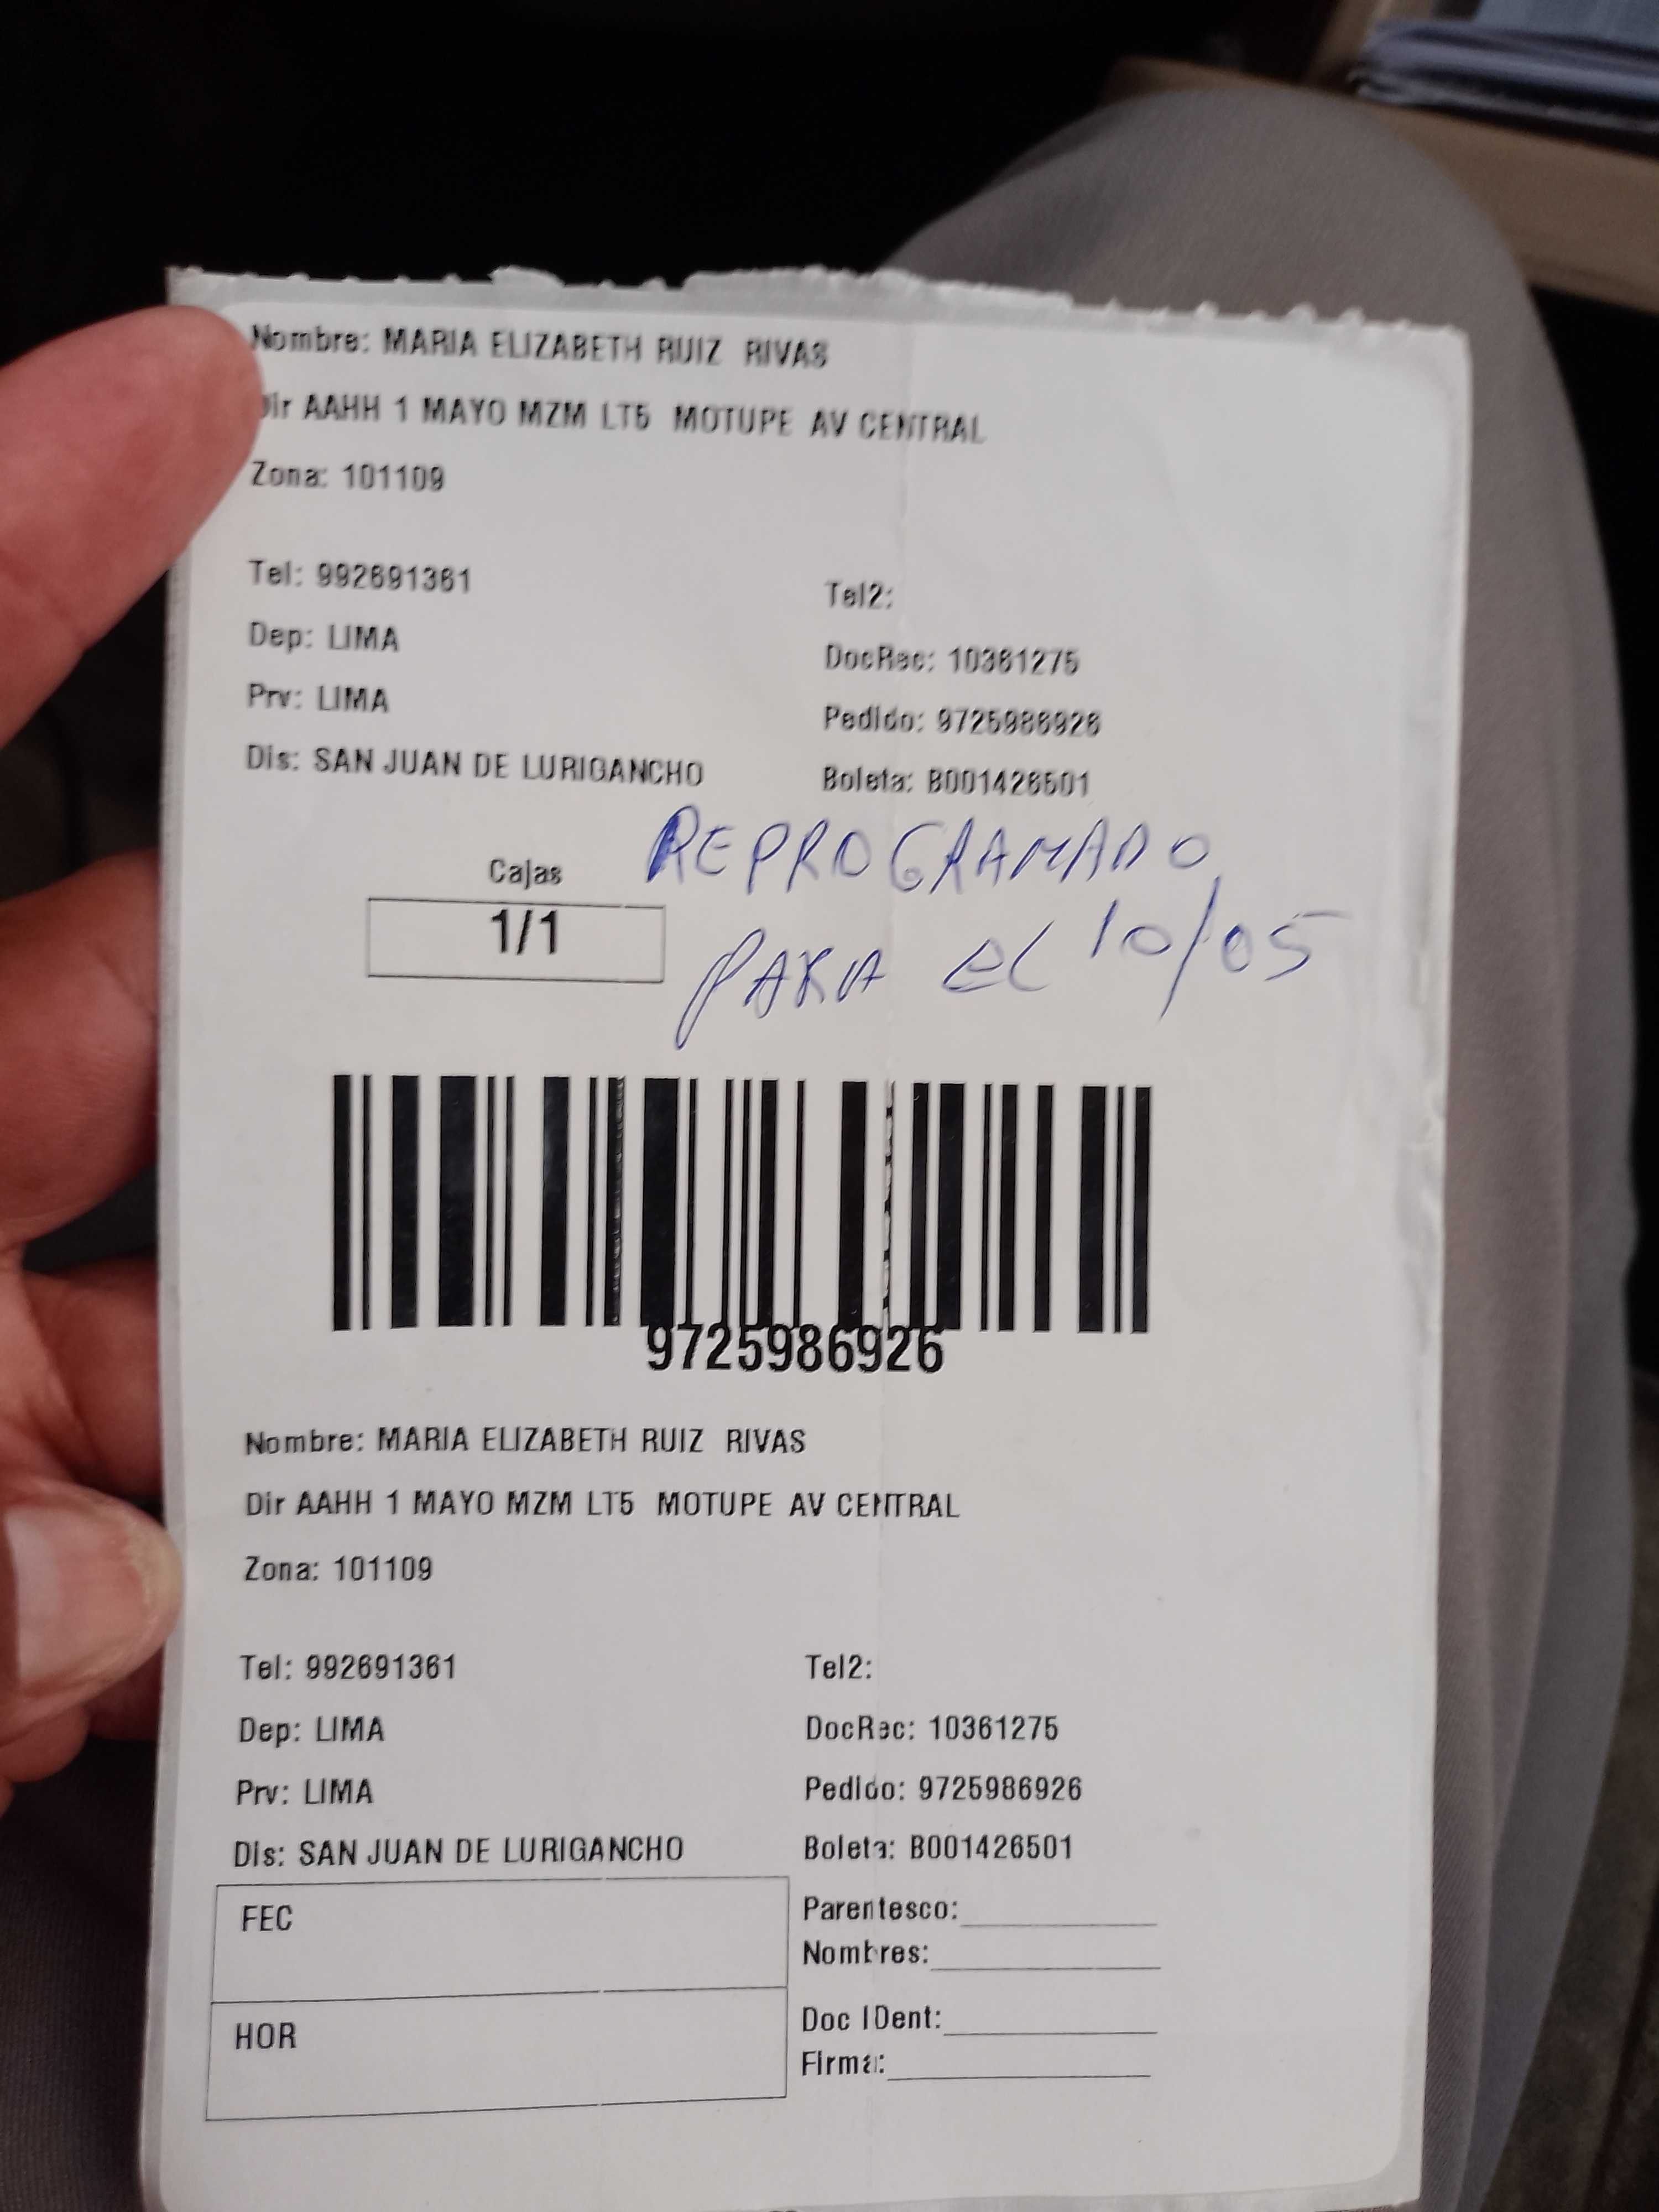 Nombre: MARIA ELIZABETH RUIZ RIVAS
Dir AAHH 1 MAYO MZM LT5 MOTUPE AV CENTRAL
Zona: 101109
Tel: 992691361
Tel2:
Dep: LIMA
DocRec: 10361275
Prv: LIMA
Pedido: 9725986926
Dis: SAN JUAN DE LURIGANCHO
Boleta: B001426501
REPROGRAMADO
Cajas
1/1
PARA EL 10/05
9725986926
Nombre: MARIA ELIZABETH RUIZ RIVAS
Dir AAHH 1 MAYO MZM LT5 MOTUPE AV CENTRAL
Zona: 101109
Tel: 992691361
Tel2:
Dep: LIMA
DocRec: 10361275
Prv: LIMA
Pedido: 9725986926
Dis: SAN JUAN DE LURIGANCHO
Boleta: B001426501
FEC
Parentesco:
Nombres:
HOR
Doc IDent:
Firma: